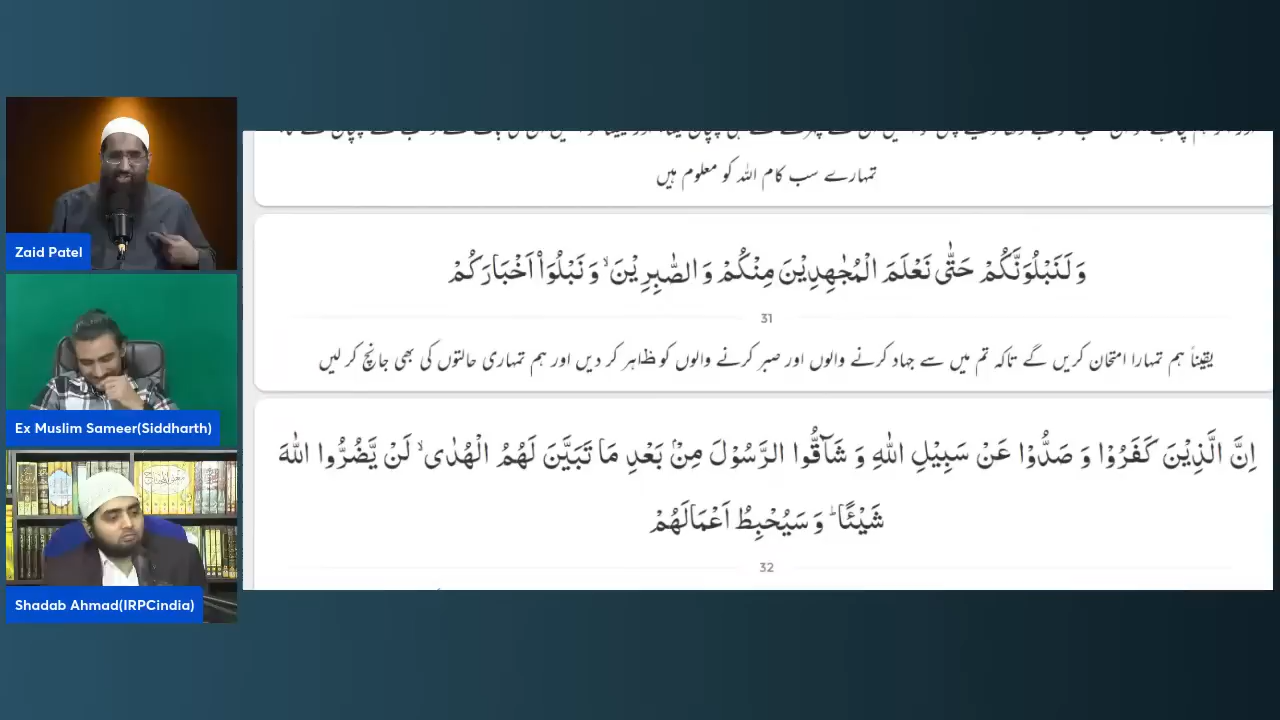 Zaid Patel
Ex Muslim Sameer(Siddharth)
Shadab Ahmad(IRPCindia)
تمہارے سب کام اللہ کو معلوم ہیں
وَ لَنَبْلُوَنَّكُمْ حَتّٰى نَعْلَمَ الْمُجٰهِدِیْنَ مِنْكُمْ وَ الصّٰبِرِیْنَۙ وَ نَبْلُوَاۡ اَخْبَارَكُمْ
31
یقیناً ہم تمہارا امتحان کریں گے تاکہ تم میں سے جہاد کرنے والوں اور صبر کرنے والوں کو ظاہر کر دیں اور ہم تمہاری حالتوں کی بھی جانچ کر لیں
اِنَّ الَّذِیْنَ كَفَرُوْا وَ صَدُّوْا عَنْ سَبِیْلِ اللّٰهِ وَ شَآقُّوا الرَّسُوْلَ مِنْۢ بَعْدِ مَا تَبَیَّنَ لَهُمُ الْهُدٰىۙ لَنْ یَّضُرُّوا اللّٰهَ
شَیْــٴًـاؕ وَ سَیُحْبِطُ اَعْمَالَهُمْ
32